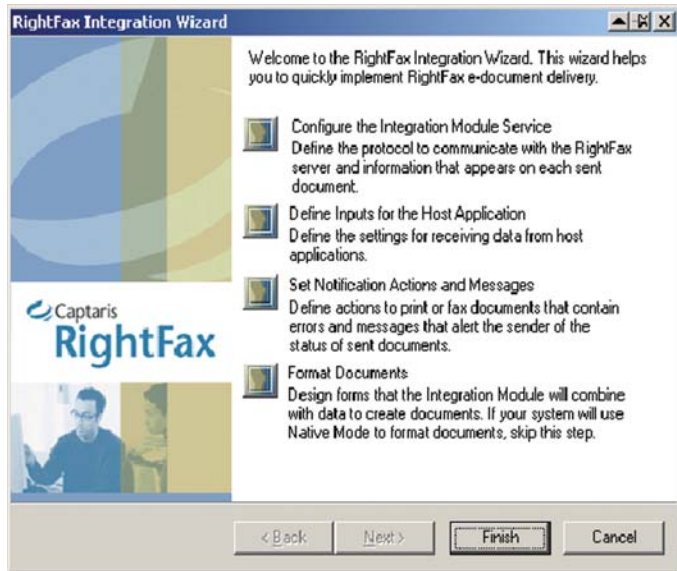 RightFax Integration Wizard
Welcome to the RightFax Integration Wizard. This wizard helps
you to quickly implement RightFax e-document delivery.
Configure the Integration Module Service
Define the protocol to communicate with the RightFax
server and information that appears on each sent
document.
Define Inputs for the Host Application
Define the settings for receiving data from host
applications.
Set Notification Actions and Messages
Define actions to print or fax documents that contain
errors and messages that alert the sender of the
status of sent documents.
Captaris
RightFax
Format Documents
Design forms that the Integration Module will combine
with data to create documents. If your system will use
Native Mode to format documents, skip this step.
< Back
Next >
Finish
Cancel